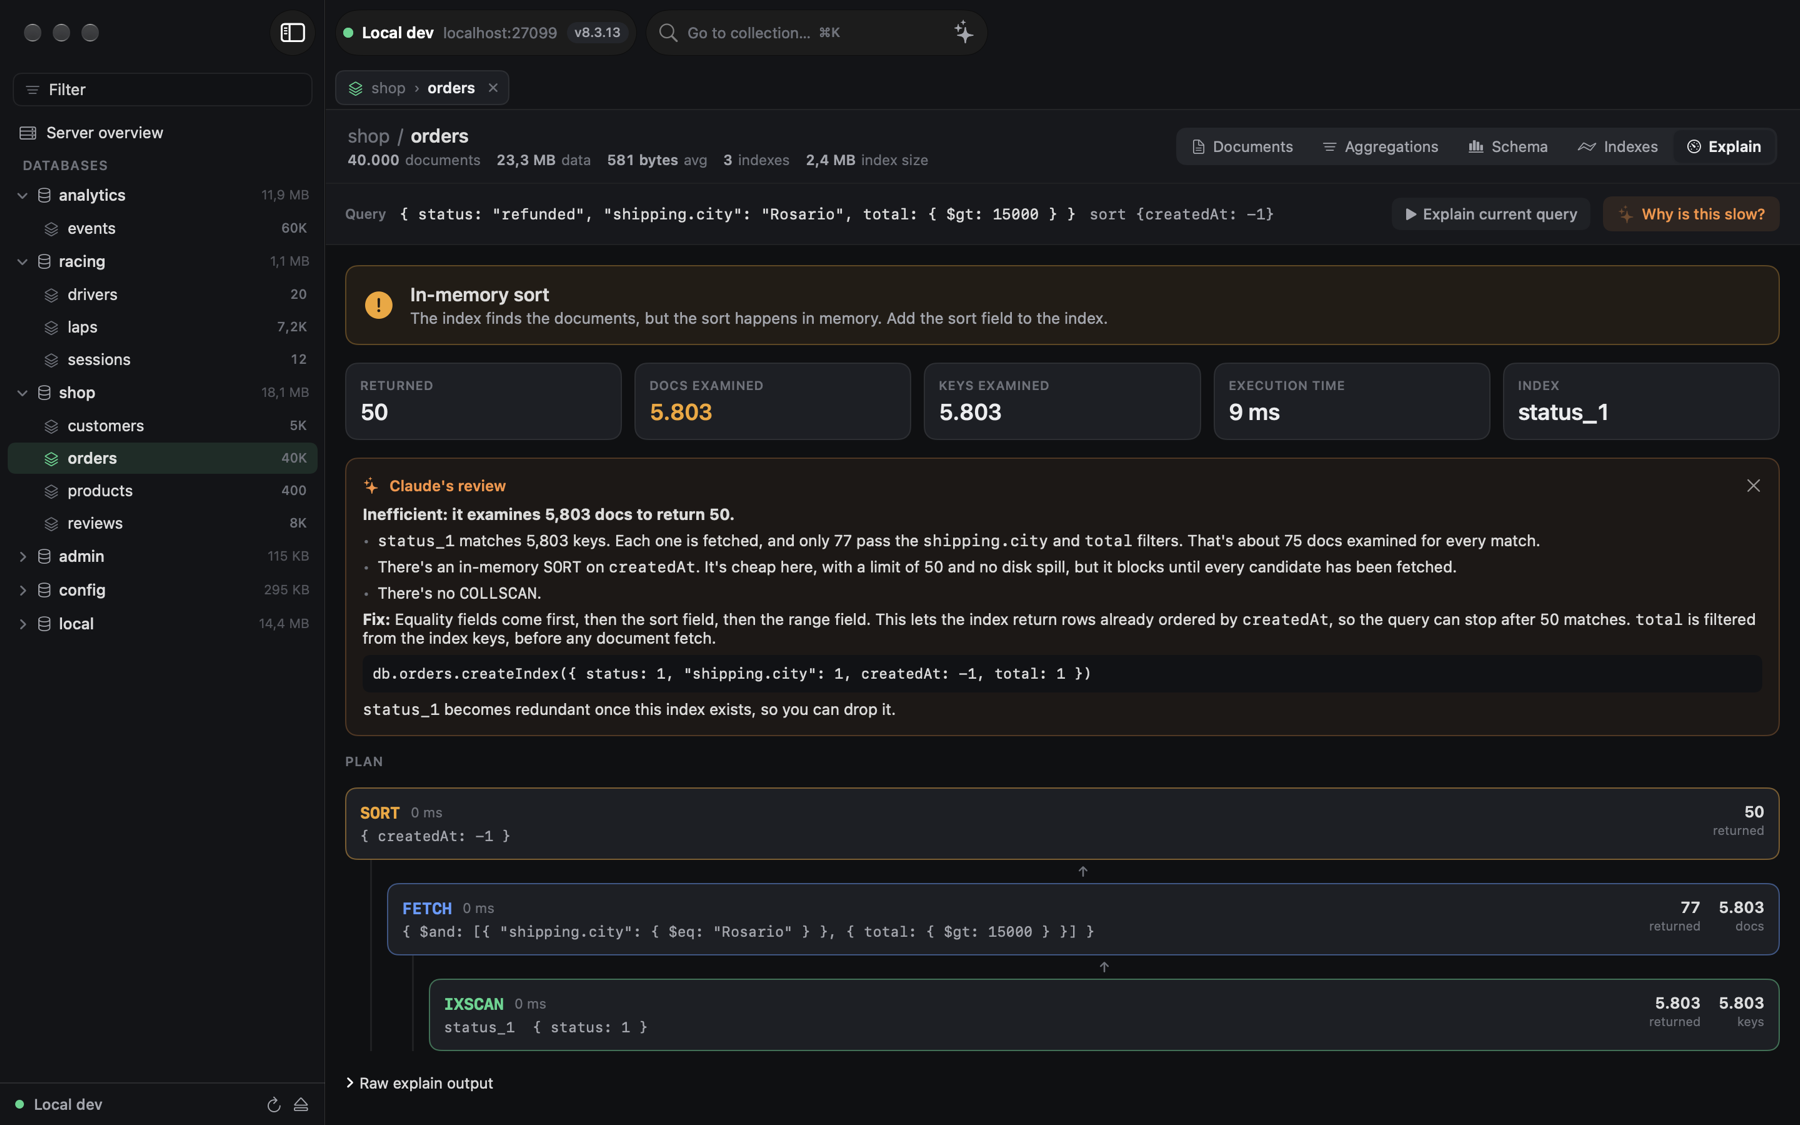 Local dev localhost:27099 v8.3.13
Go to collection... ⌘K
Filter
shop › orders ×
Server overview
DATABASES
analytics 11,9 MB
events 60K
racing 1,1 MB
drivers 20
laps 7,2K
sessions 12
shop 18,1 MB
customers 5K
orders 40K
products 400
reviews 8K
admin 115 KB
config 295 KB
local 14,4 MB
Local dev
shop / orders
40.000 documents 23,3 MB data 581 bytes avg 3 indexes 2,4 MB index size
Documents Aggregations Schema Indexes Explain
Query { status: "refunded", "shipping.city": "Rosario", total: { $gt: 15000 } } sort {createdAt: -1}
Explain current query
Why is this slow?
In-memory sort
The index finds the documents, but the sort happens in memory. Add the sort field to the index.
RETURNED
50
DOCS EXAMINED
5.803
KEYS EXAMINED
5.803
EXECUTION TIME
9 ms
INDEX
status_1
Claude's review
Inefficient: it examines 5,803 docs to return 50.
• status_1 matches 5,803 keys. Each one is fetched, and only 77 pass the shipping.city and total filters. That's about 75 docs examined for every match.
• There's an in-memory SORT on createdAt. It's cheap here, with a limit of 50 and no disk spill, but it blocks until every candidate has been fetched.
• There's no COLLSCAN.
Fix: Equality fields come first, then the sort field, then the range field. This lets the index return rows already ordered by createdAt, so the query can stop after 50 matches. total is filtered
from the index keys, before any document fetch.
db.orders.createIndex({ status: 1, "shipping.city": 1, createdAt: -1, total: 1 })
status_1 becomes redundant once this index exists, so you can drop it.
PLAN
SORT 0 ms
{ createdAt: -1 }
50
returned
FETCH 0 ms
{ $and: [{ "shipping.city": { $eq: "Rosario" } }, { total: { $gt: 15000 } }] }
77 5.803
returned docs
IXSCAN 0 ms
status_1 { status: 1 }
5.803 5.803
returned keys
Raw explain output